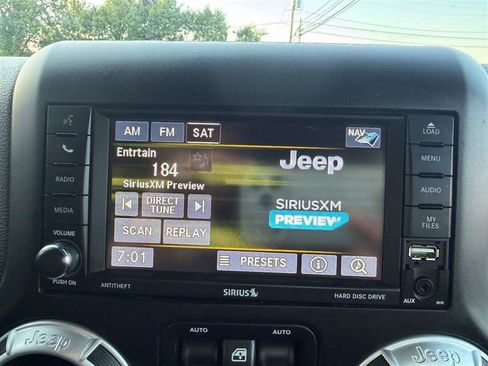 AM FM SAT NAV
Entrtain
184
SiriusXM Preview
DIRECT TUNE
SCAN REPLAY
7:01
PRESETS
Jeep
SIRIUSXM
PREVIEW
RADIO
MEDIA
VOLUME
PUSH ON
LOAD
MENU
AUDIO
MY FILES
AUX
ANTITHEFT
SIRIUS
HARD DISC DRIVE
AUTO AUTO
Jeep
Jeep